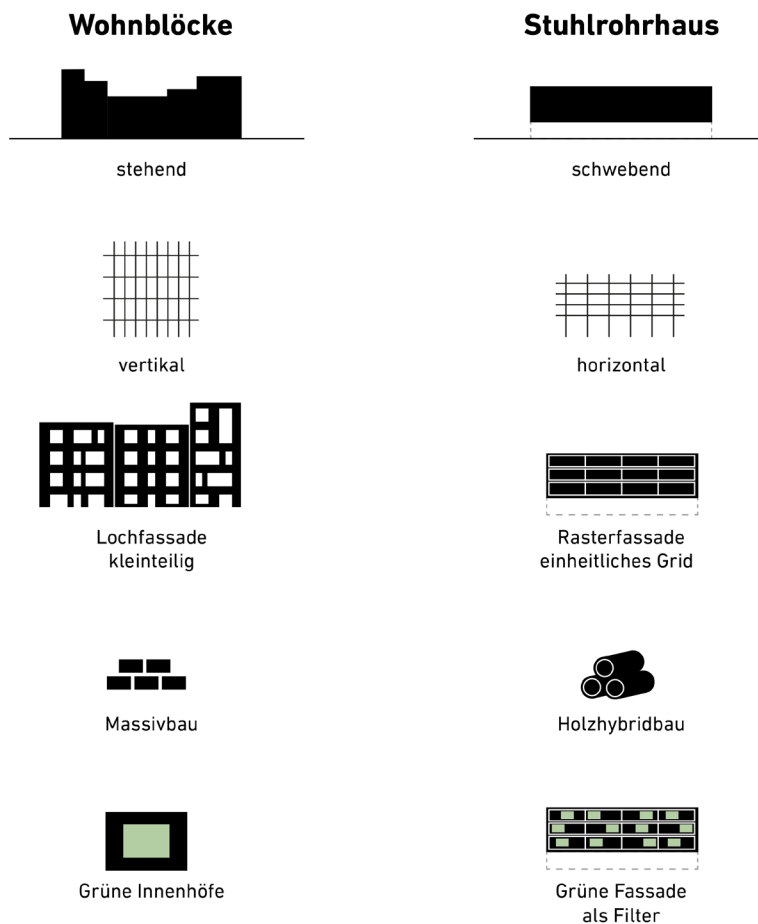 Wohnblöcke
Stuhlrohrhaus
stehend
schwebend
vertikal
horizontal
Lochfassade
kleinteilig
Rasterfassade
einheitliches Grid
Massivbau
Holzhybridbau
Grüne Innenhöfe
Grüne Fassade
als Filter